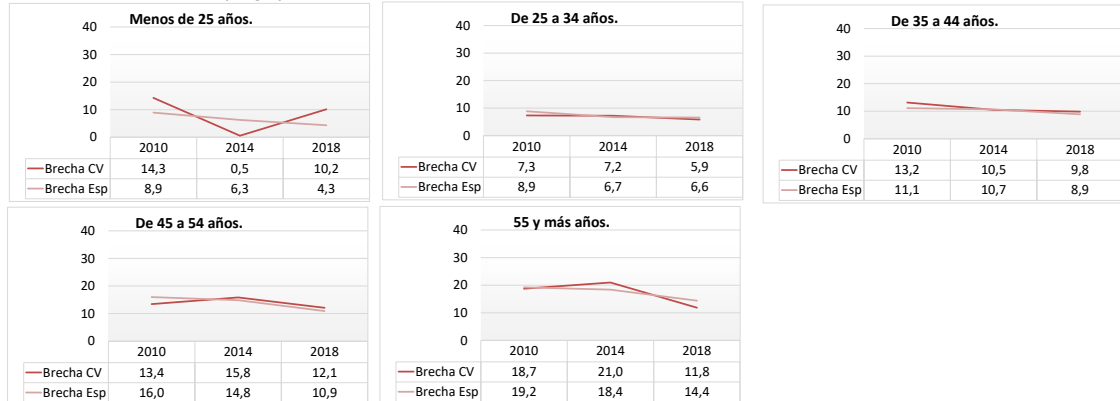 Menos de 25 años.
40
30
20
10
0
2010 2014 2018
Brecha CV 14,3 0,5 10,2
Brecha Esp 8,9 6,3 4,3
De 25 a 34 años.
40
30
20
10
0
2010 2014 2018
Brecha CV 7,3 7,2 5,9
Brecha Esp 8,9 6,7 6,6
De 35 a 44 años.
40
30
20
10
0
2010 2014 2018
Brecha CV 13,2 10,5 9,8
Brecha Esp 11,1 10,7 8,9
De 45 a 54 años.
40
30
20
10
0
2010 2014 2018
Brecha CV 13,4 15,8 12,1
Brecha Esp 16,0 14,8 10,9
55 y más años.
40
30
20
10
0
2010 2014 2018
Brecha CV 18,7 21,0 11,8
Brecha Esp 19,2 18,4 14,4